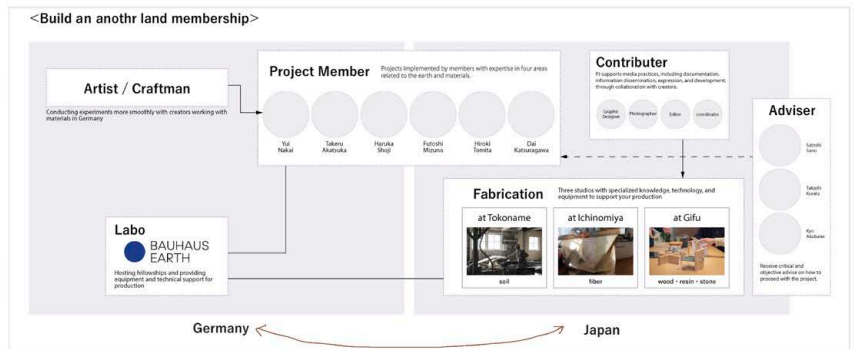 <Build an anothr land membership>
Artist / Craftman
Conducting experiments more smoothly with creators working with
materials in Germany
Project Member
Projects Implemented by members with expertise in four areas
related to the earth and materials.
Yui
Nakai
Takeru
Akatsuka
Haruka
Shoji
Futoshi
Mizuno
Hiroki
Tomita
Dai
Katsuragawa
Contributer
PJ supports media practices, including documentation,
information dissemination, expression, and development,
through collaboration with creators.
Graphic
Designer
Photographer
Editor
coordinator
Adviser
Satoshi
Sano
Takashi
Kyo
Receive critical and
objective advice on how to
proceed with the project.
Labo
BAUHAUS
EARTH
Hosting fellowships and providing
equipment and technical support for
production
Fabrication
Three studios with specialized knowledge, technology, and
equipment to support your production
at Tokoname
soil
at Ichinomiya
fiber
at Gifu
wood・resin・stone
Germany
Japan